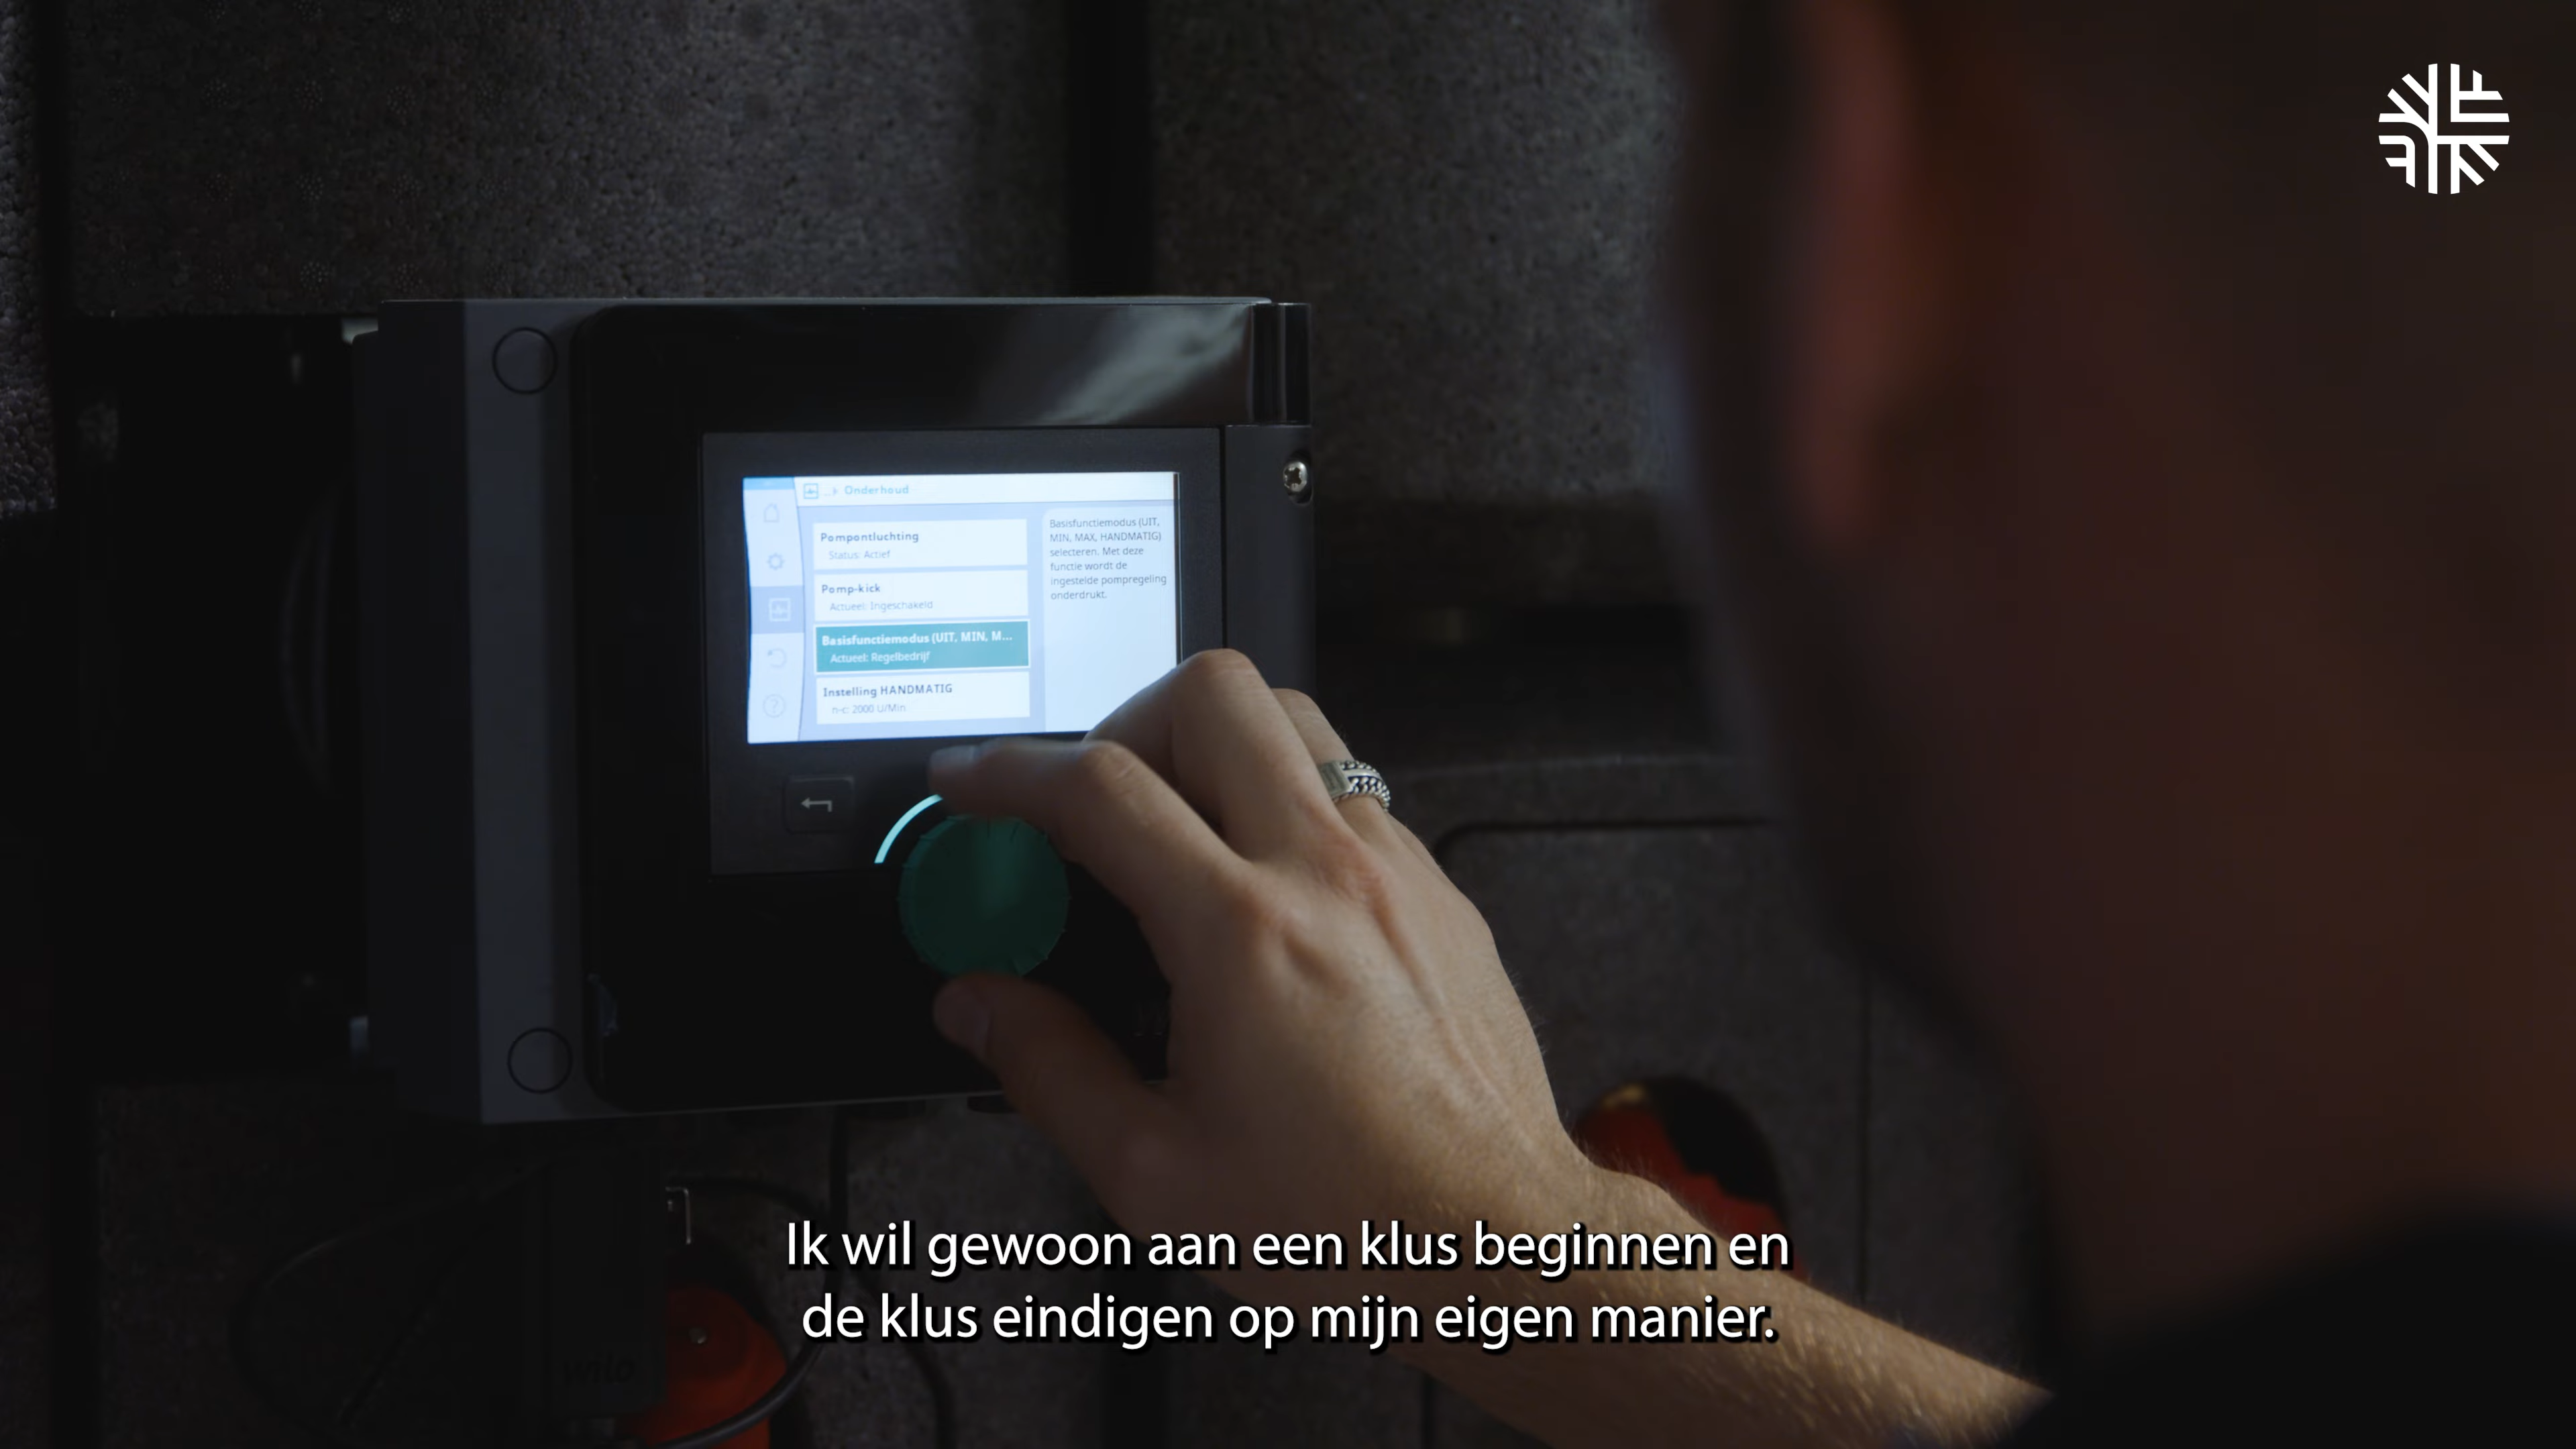 Onderhoud
Pompontluchting
Status: Actief
Pomp-kick
Actueel: Ingeschakeld
Basisfunctiemodus (UIT, MIN, M...
Actueel: Regelbedrijf
Instelling HANDMATIG
n-c: 2000 U/Min
Basisfunctiemodus (UIT,
MIN, MAX, HANDMATIG)
selecteren. Met deze
functie wordt de
ingestelde pompregeling
onderdrukt.
wilo
Ik wil gewoon aan een klus beginnen en
de klus eindigen op mijn eigen manier.